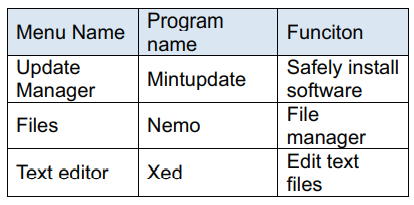 Menu Name
Program
name
Funciton
Update
Manager
Mintupdate
Safely install
software
Files
Nemo
File
manager
Text editor
Xed
Edit text
files